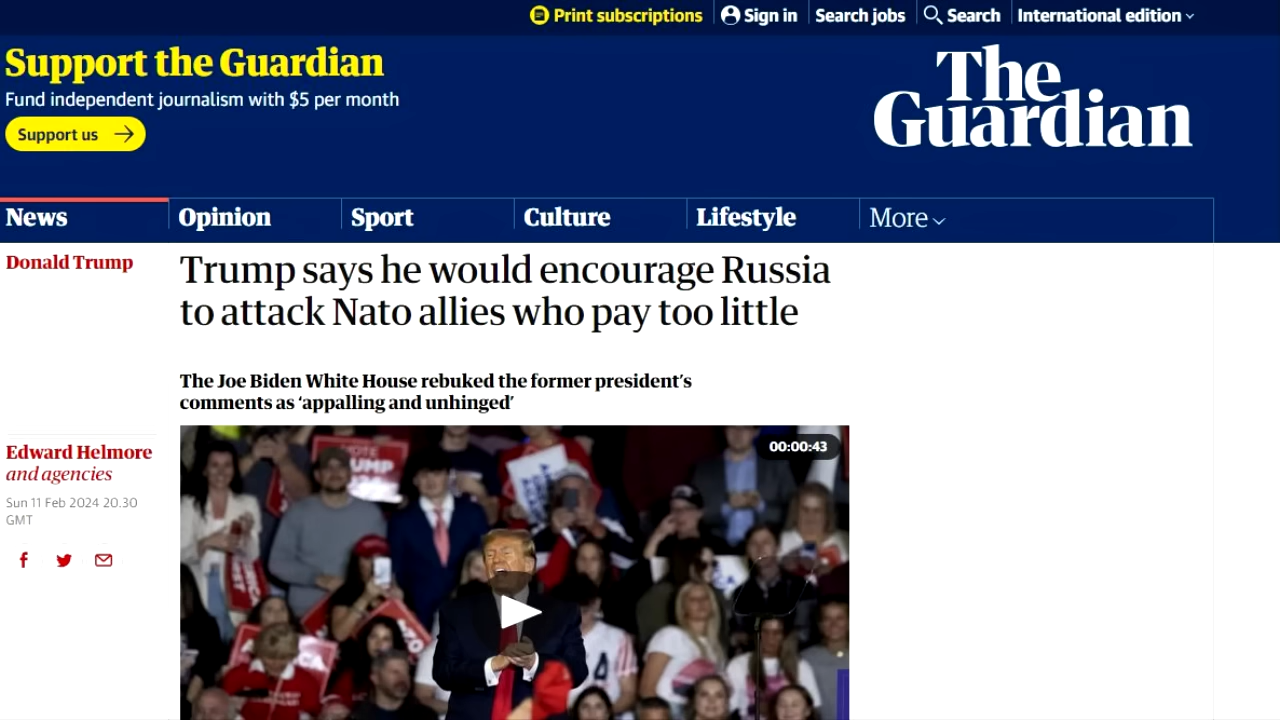 Print subscriptions
Sign in
Search jobs
Search
International edition
Support the Guardian
Fund independent journalism with $5 per month
Support us
The
Guardian
News
Opinion
Sport
Culture
Lifestyle
More
Donald Trump
Trump says he would encourage Russia
to attack Nato allies who pay too little
The Joe Biden White House rebuked the former president's
comments as ‘appalling and unhinged’
Edward Helmore
and agencies
Sun 11 Feb 2024 20.30
GMT
00:00:43